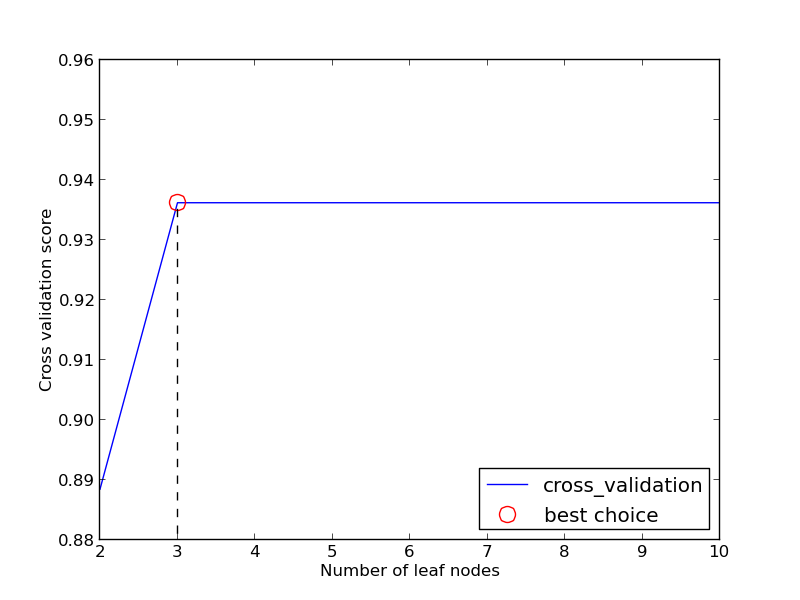 0.96
0.95
0.94
0.93
0.92
0.91
0.90
0.89
0.88
Cross validation score
cross_validation
best choice
2 3 4 5 6 7 8 9 10
Number of leaf nodes